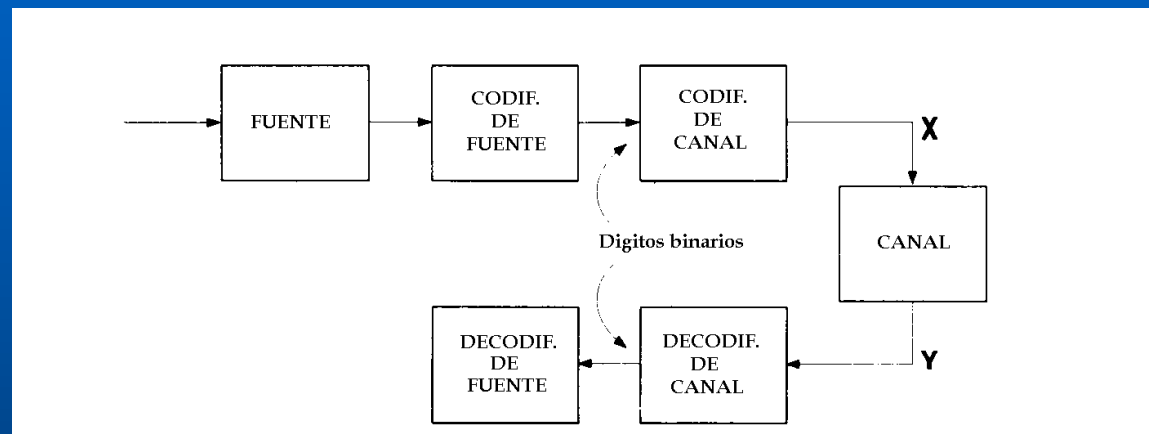 FUENTE
CODIF.
DE
FUENTE
CODIF.
DE
CANAL
X
CANAL
Digitos binarios
DECODIF.
DE
FUENTE
DECODIF.
DE
CANAL
Y